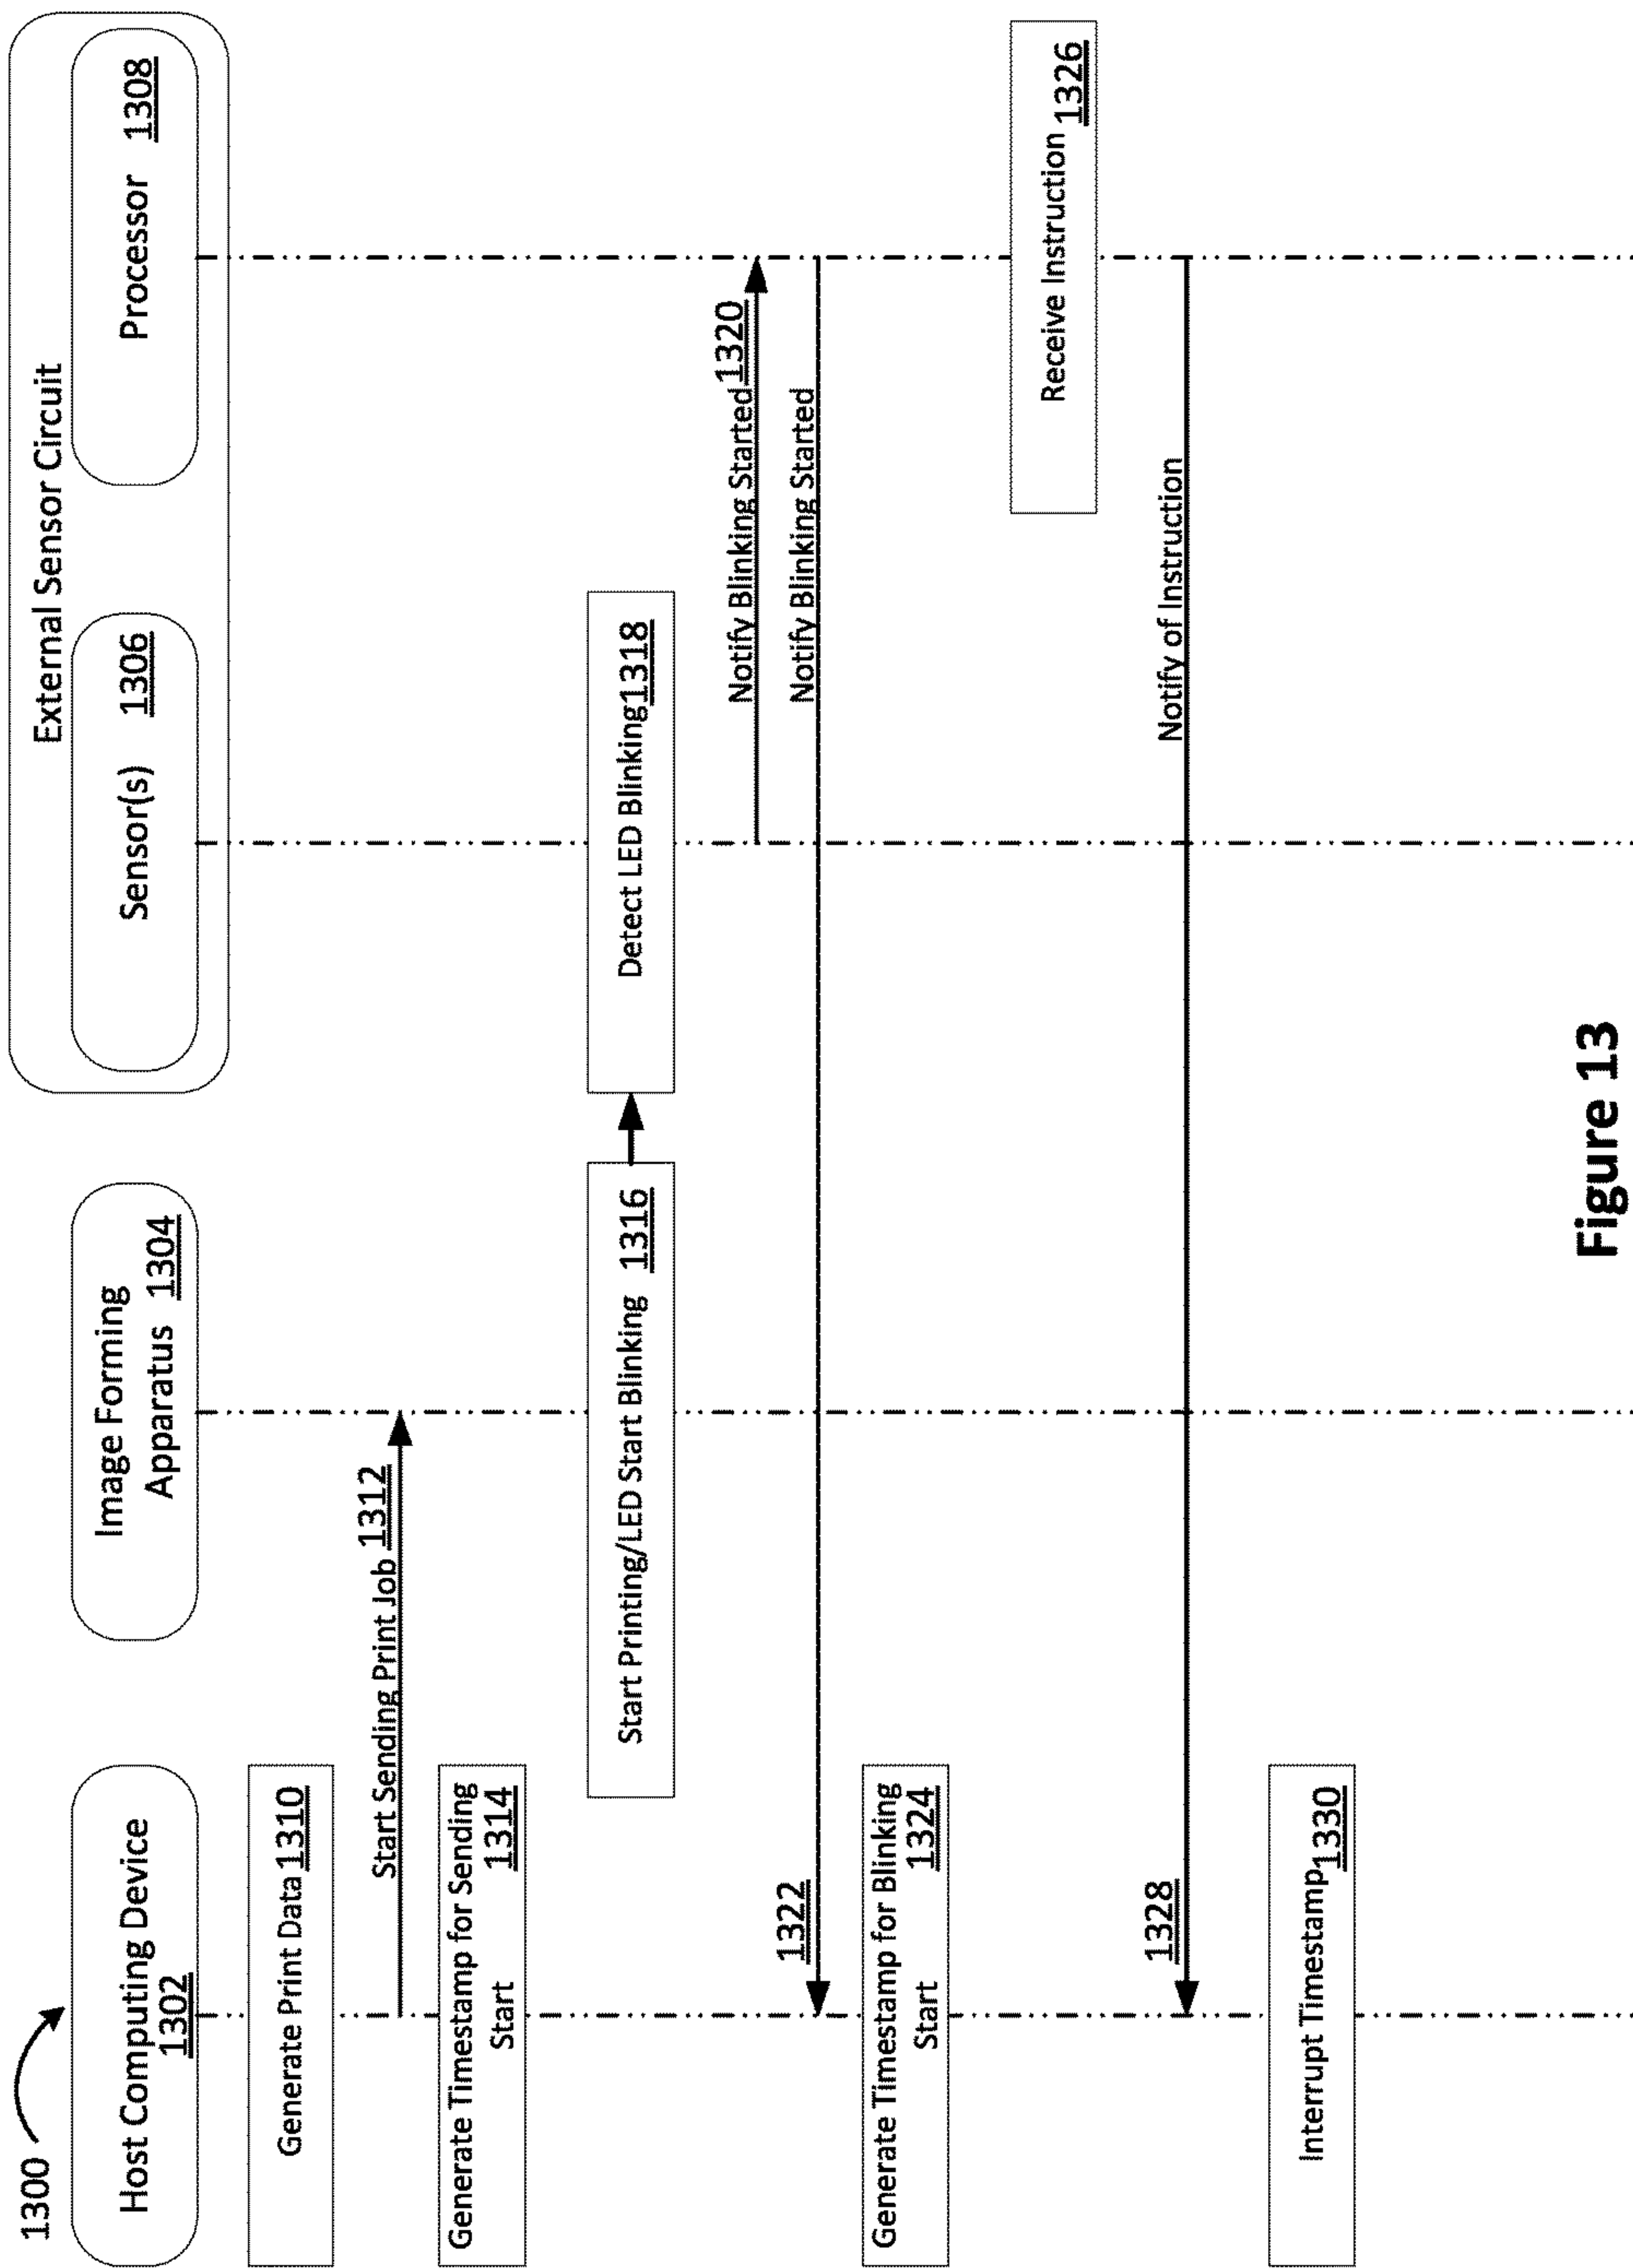 1300
Host Computing Device
1302
Image Forming
Apparatus 1304
External Sensor Circuit
Sensor(s) 1306
Processor 1308
Generate Print Data 1310
Start Sending Print Job 1312
Generate Timestamp for Sending
Start 1314
Start Printing/LED Start Blinking 1316
Detect LED Blinking 1318
Notify Blinking Started 1320
1322
Notify Blinking Started
Generate Timestamp for Blinking
Start 1324
Receive Instruction 1326
1328
Notify of Instruction
Interrupt Timestamp 1330
Figure 13